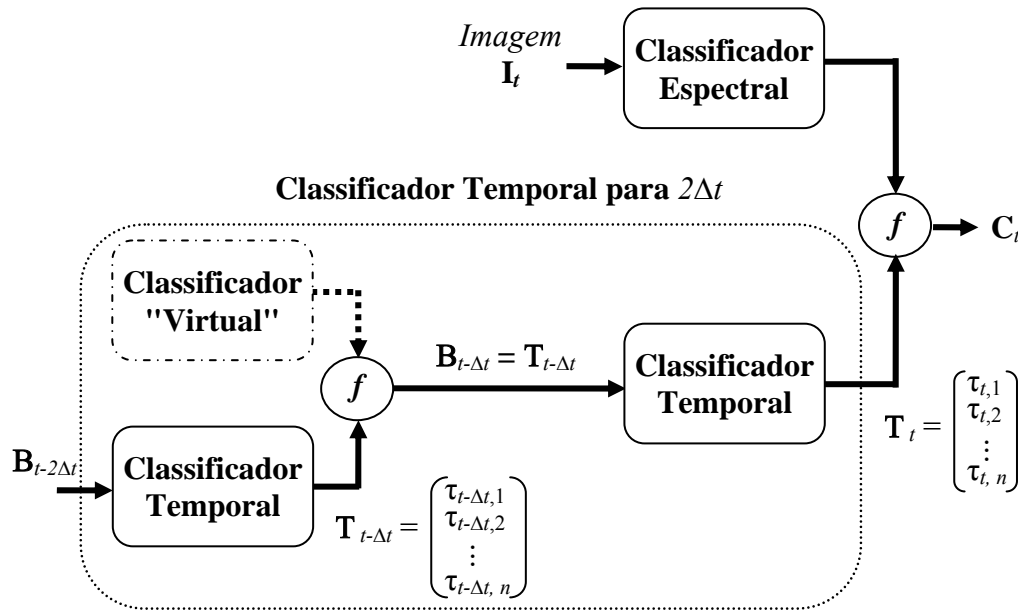 Imagem
I_t
Classificador
Espectral
Classificador Temporal para 2Δt
f
C_t
Classificador
"Virtual"
f
B_{t-Δt} = T_{t-Δt}
Classificador
Temporal
T_t = (τ_{t,1}
τ_{t,2}
⋮
τ_{t, n})
B_{t-2Δt}
Classificador
Temporal
T_{t-Δt} = (τ_{t-Δt,1}
τ_{t-Δt,2}
⋮
τ_{t-Δt, n})